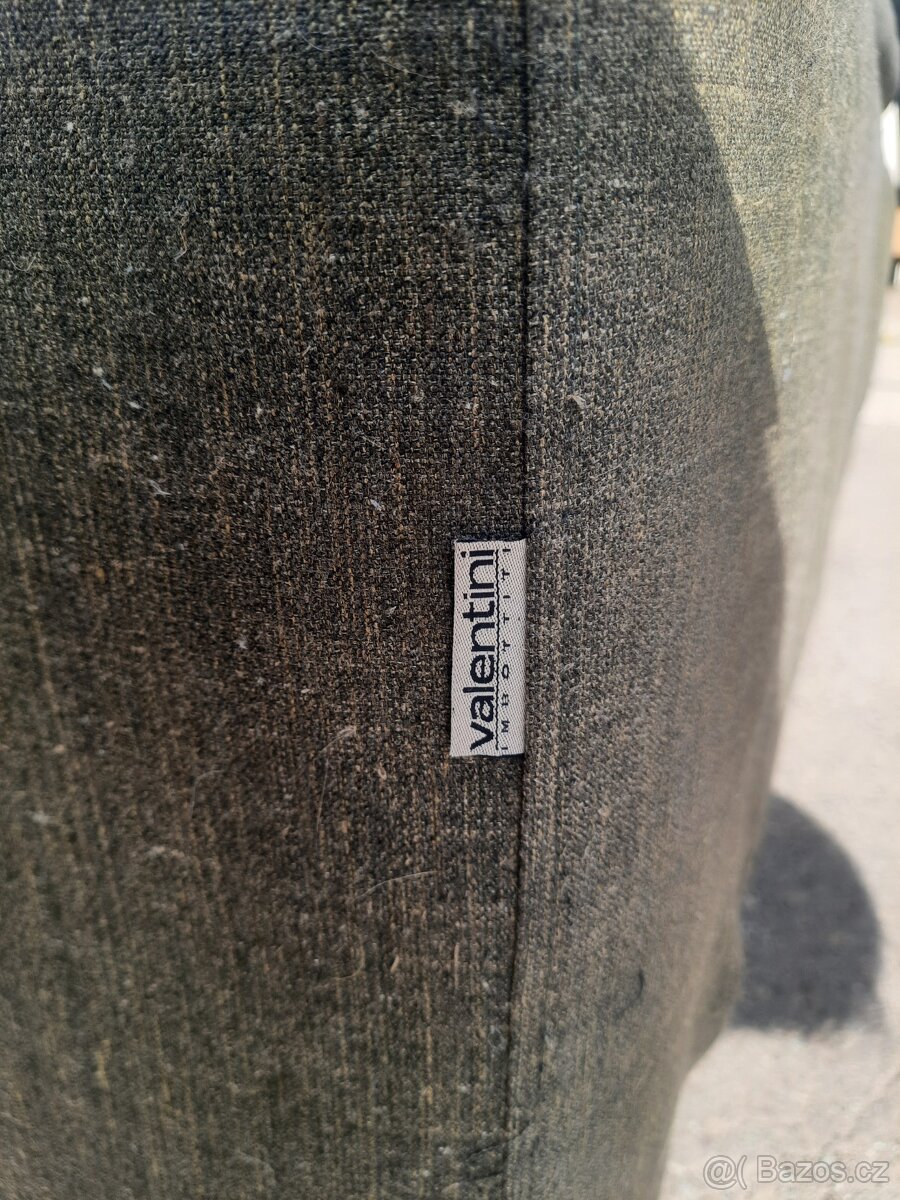 valentini
IMBOTTITI
@( Bazos.cz